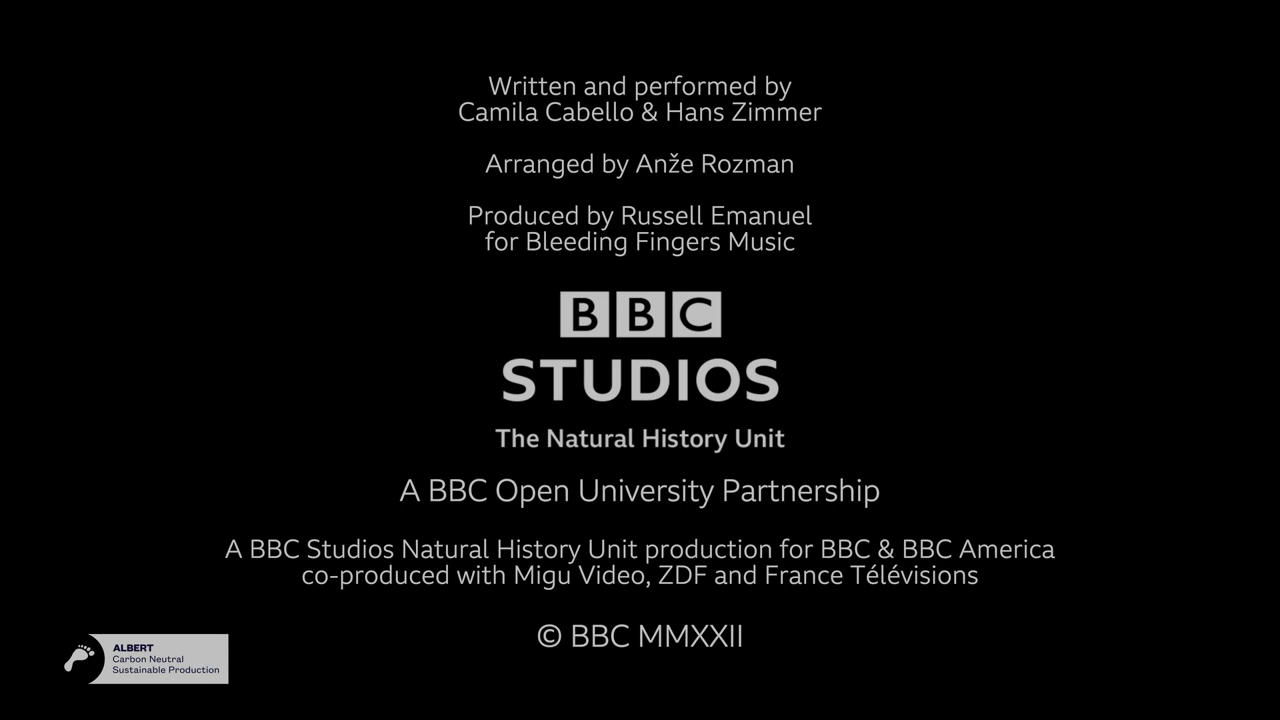 Written and performed by
Camila Cabello & Hans Zimmer
Arranged by Anže Rozman
Produced by Russell Emanuel
for Bleeding Fingers Music
BBC
STUDIOS
The Natural History Unit
A BBC Open University Partnership
A BBC Studios Natural History Unit production for BBC & BBC America
co-produced with Migu Video, ZDF and France Télévisions
© BBC MMXXII
ALBERT
Carbon Neutral
Sustainable Production